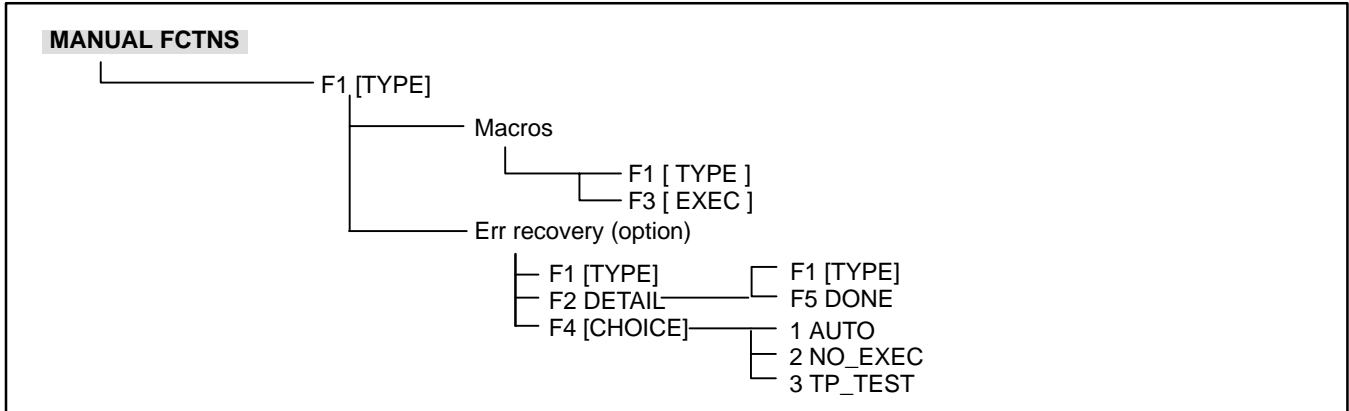 MANUAL FCTNS
F1 [TYPE]
Macros
F1 [ TYPE ]
F3 [ EXEC ]
Err recovery (option)
F1 [TYPE] F1 [TYPE]
F2 DETAIL F5 DONE
F4 [CHOICE] 1 AUTO
2 NO_EXEC
3 TP_TEST